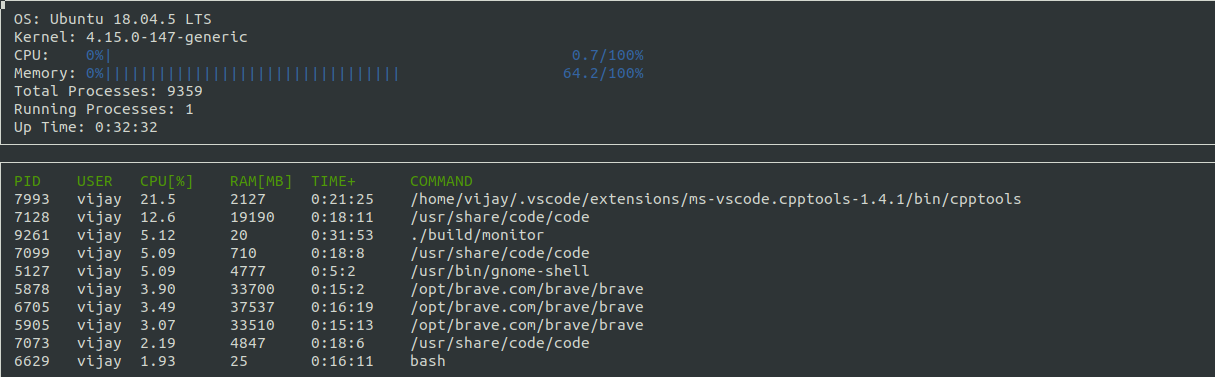 OS: Ubuntu 18.04.5 LTS
Kernel: 4.15.0-147-generic
CPU: 0%| 0.7/100%
Memory: 0%||||||||||||||||||||||||||||||||| 64.2/100%
Total Processes: 9359
Running Processes: 1
Up Time: 0:32:32
PID USER CPU[%] RAM[MB] TIME+ COMMAND
7993 vijay 21.5 2127 0:21:25 /home/vijay/.vscode/extensions/ms-vscode.cpptools-1.4.1/bin/cpptools
7128 vijay 12.6 19190 0:18:11 /usr/share/code/code
9261 vijay 5.12 20 0:31:53 ./build/monitor
7099 vijay 5.09 710 0:18:8 /usr/share/code/code
5127 vijay 5.09 4777 0:5:2 /usr/bin/gnome-shell
5878 vijay 3.90 33700 0:15:2 /opt/brave.com/brave/brave
6705 vijay 3.49 37537 0:16:19 /opt/brave.com/brave/brave
5905 vijay 3.07 33510 0:15:13 /opt/brave.com/brave/brave
7073 vijay 2.19 4847 0:18:6 /usr/share/code/code
6629 vijay 1.93 25 0:16:11 bash